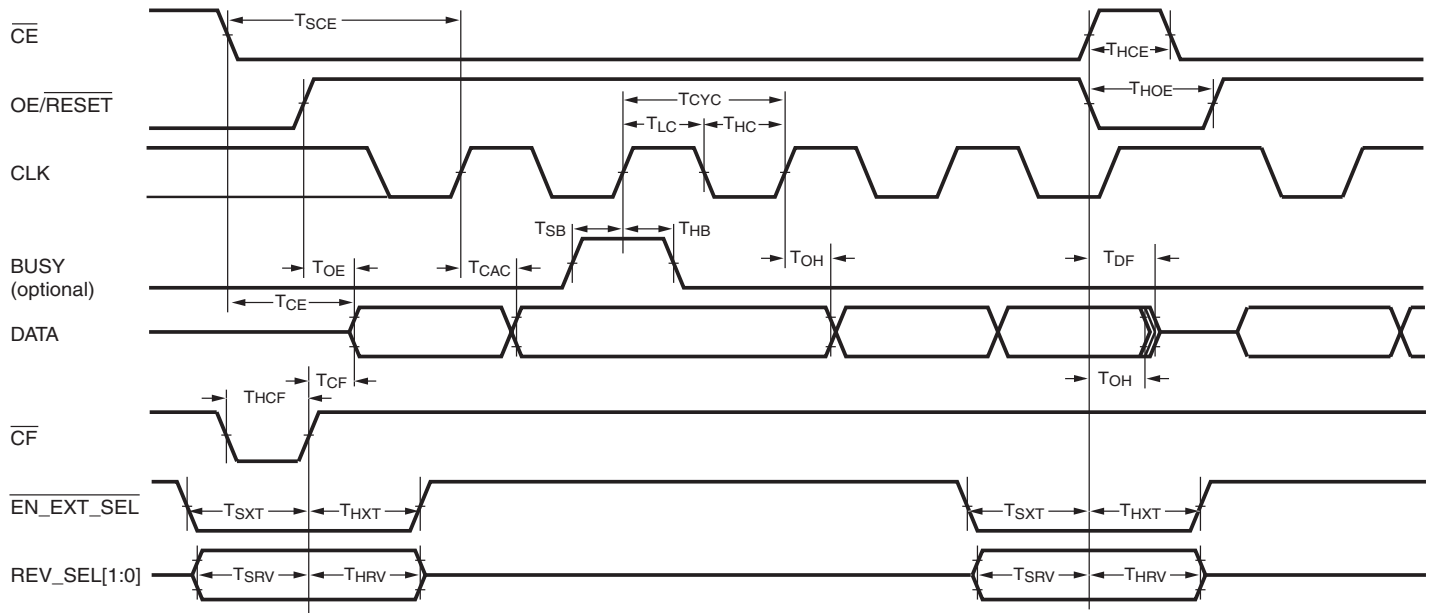 CE
TSCE
THCE
OE/RESET
TCYC
THOE
TLC
THC
CLK
TSB
THB
BUSY
(optional)
TOE
TCAC
TOH
TDF
TCE
DATA
TCF
TOH
THCF
CF
EN_EXT_SEL
TSXT
THXT
TSXT
THXT
REV_SEL[1:0]
TSRV
THRV
TSRV
THRV